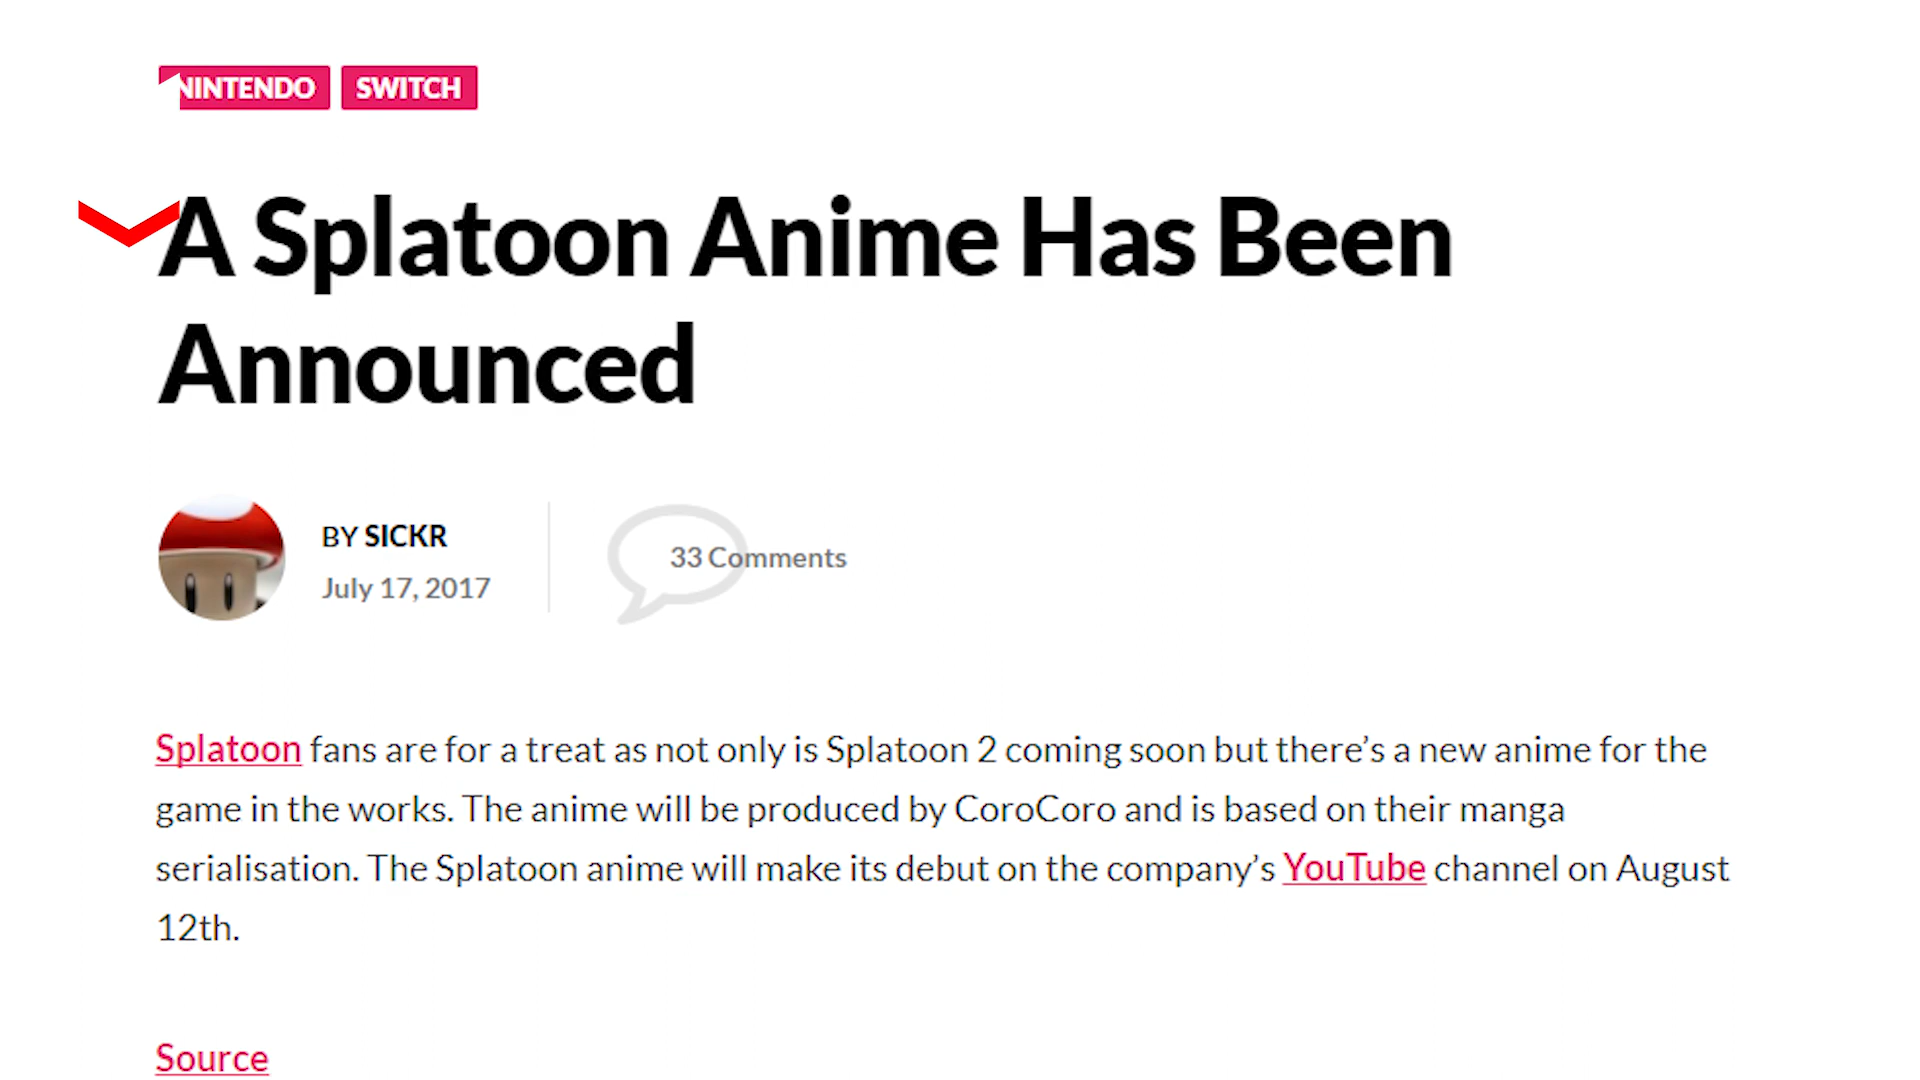 NINTENDO SWITCH
A Splatoon Anime Has Been
Announced
BY SICKR
July 17, 2017
33 Comments
Splatoon fans are for a treat as not only is Splatoon 2 coming soon but there’s a new anime for the
game in the works. The anime will be produced by CoroCoro and is based on their manga
serialisation. The Splatoon anime will make its debut on the company’s YouTube channel on August
12th.
Source